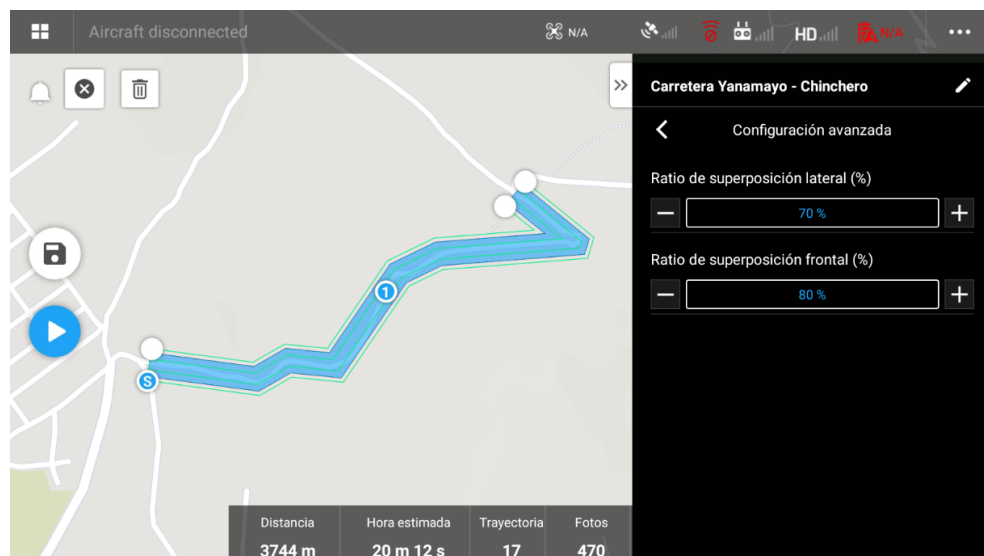 Aircraft disconnected
N/A
HD
N/A
Carretera Yanamayo - Chinchero
Configuración avanzada
Ratio de superposición lateral (%)
70 %
Ratio de superposición frontal (%)
80 %
1
S
Distancia Hora estimada Trayectoria Fotos
3744 m 20 m 12 s 17 470